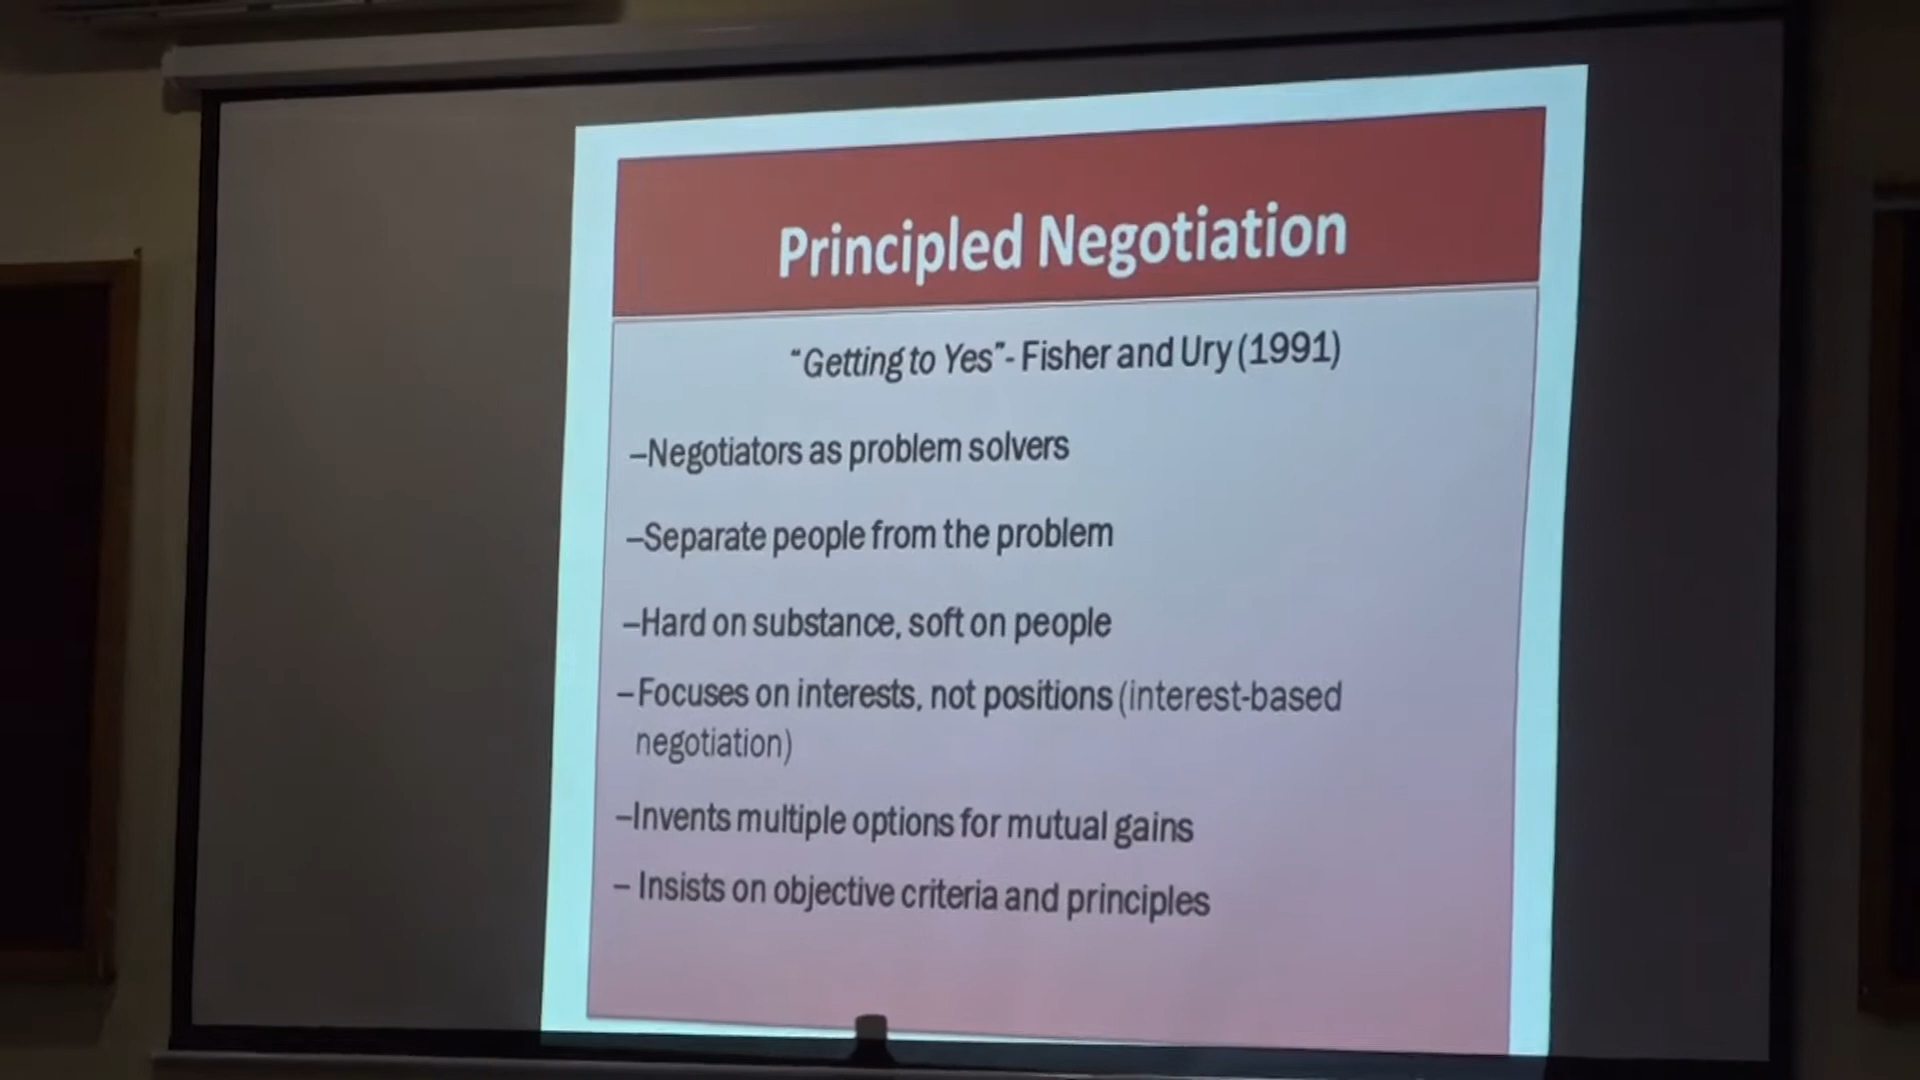 Principled Negotiation
“Getting to Yes”- Fisher and Ury (1991)
–Negotiators as problem solvers
–Separate people from the problem
–Hard on substance, soft on people
–Focuses on interests, not positions (interest-based
negotiation)
–Invents multiple options for mutual gains
– Insists on objective criteria and principles